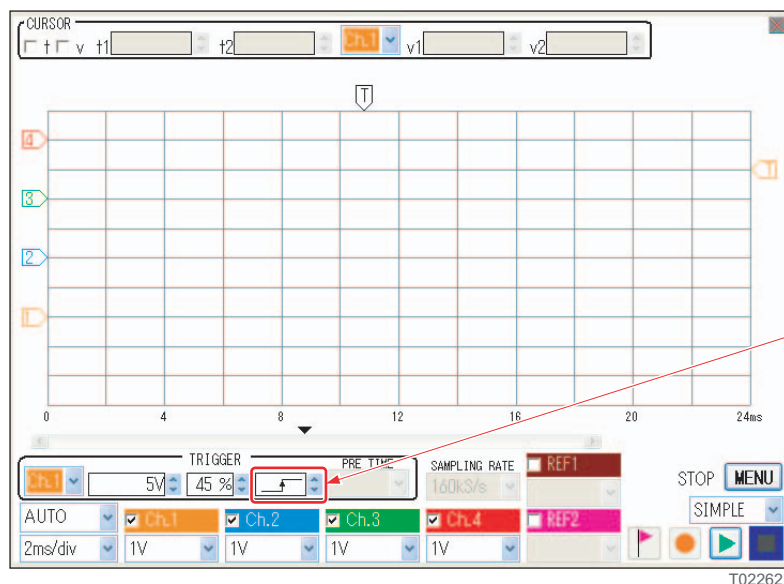 CURSOR
t v t1 t2 Ch.1 v1 v2
T
4
T
3
2
1
0 4 8 12 16 20 24ms
TRIGGER PRE TIME SAMPLING RATE REF1
Ch.1 5V 45 % 160kS/s STOP MENU
AUTO Ch.1 Ch.2 Ch.3 Ch.4 REF2 SIMPLE
2ms/div 1V 1V 1V 1V
T02262